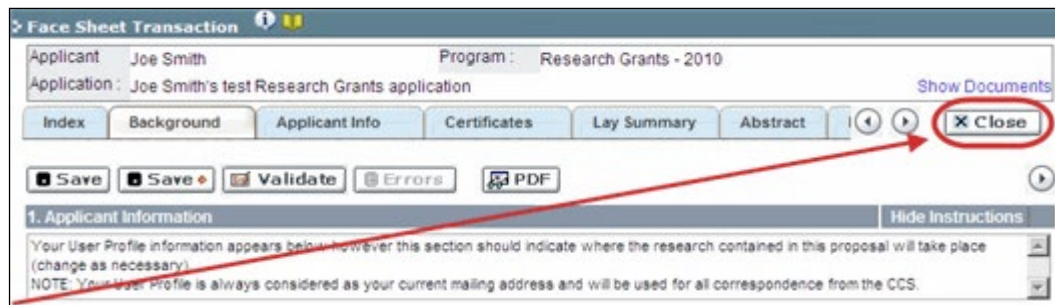 Face Sheet Transaction
Applicant Joe Smith Program : Research Grants - 2010
Application : Joe Smith's test Research Grants application Show Documents
Index Background Applicant Info Certificates Lay Summary Abstract Close
Save Save Validate Errors PDF
1. Applicant Information Hide Instructions
Your User Profile information appears below however this section should indicate where the research contained in this proposal will take place
(change as necessary)
NOTE: Your User Profile is always considered as your current mailing address and will be used for all correspondence from the CCS.